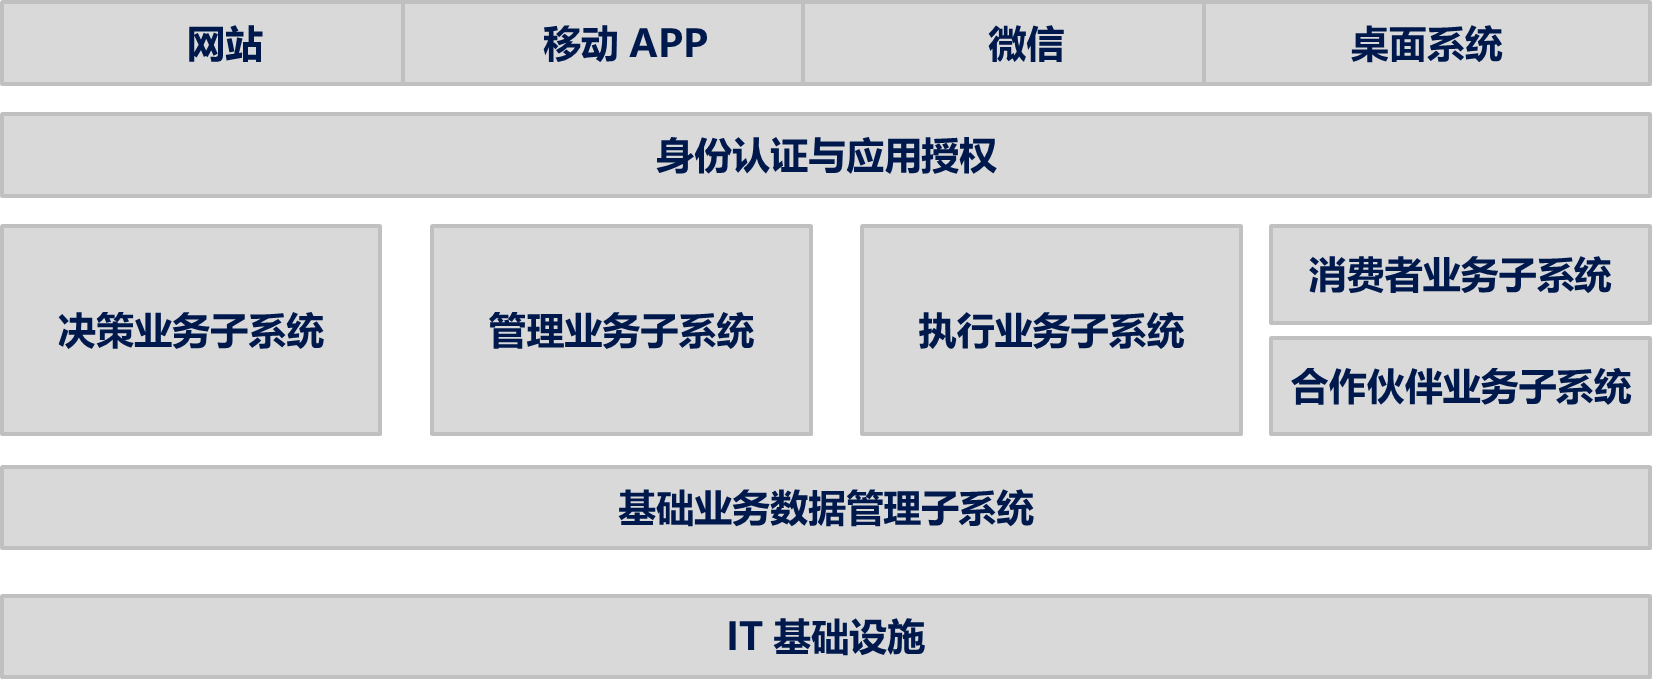 网站
移动 APP
微信
桌面系统
身份认证与应用授权
决策业务子系统
管理业务子系统
执行业务子系统
消费者业务子系统
合作伙伴业务子系统
基础业务数据管理子系统
IT 基础设施